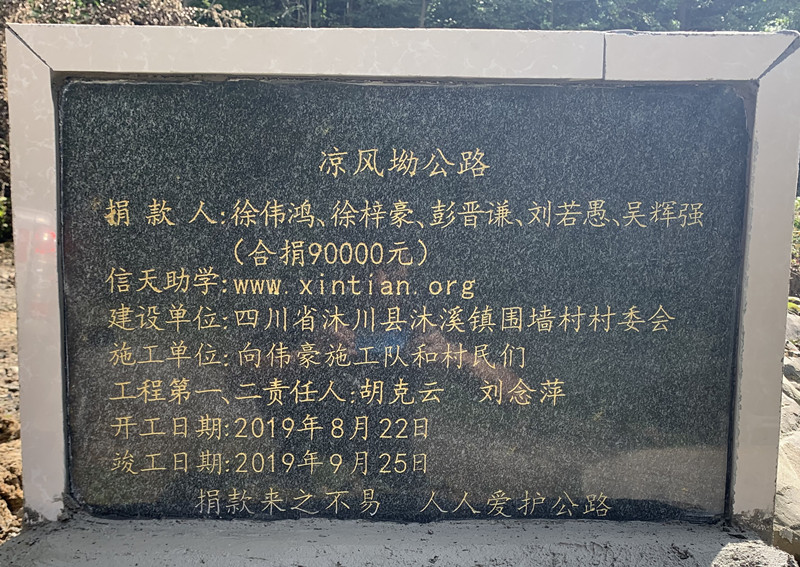 凉风坳公路
捐款人:徐伟鸿、徐梓豪、彭晋谦、刘若愚、吴辉强
(合捐90000元)
信天助学:www.xintian.org
建设单位:四川省沐川县沐溪镇围墙村村委会
施工单位:向伟豪施工队和村民们
工程第一、二责任人:胡克云 刘念萍
开工日期:2019年8月22日
竣工日期:2019年9月25日
捐款来之不易 人人爱护公路